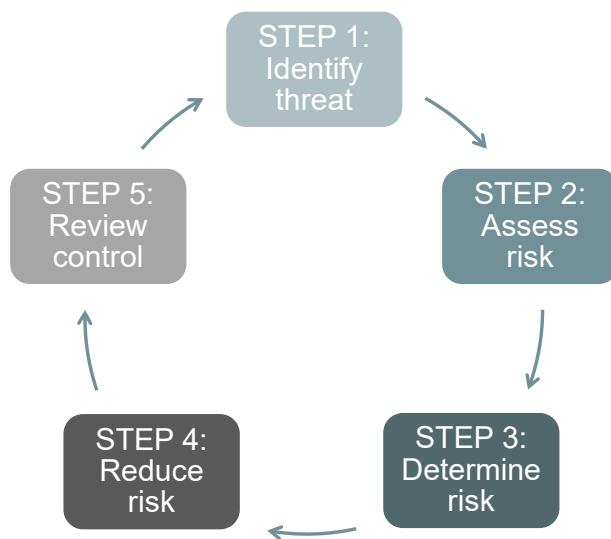 STEP 1:
Identify
threat
STEP 2:
Assess
risk
STEP 3:
Determine
risk
STEP 4:
Reduce
risk
STEP 5:
Review
control